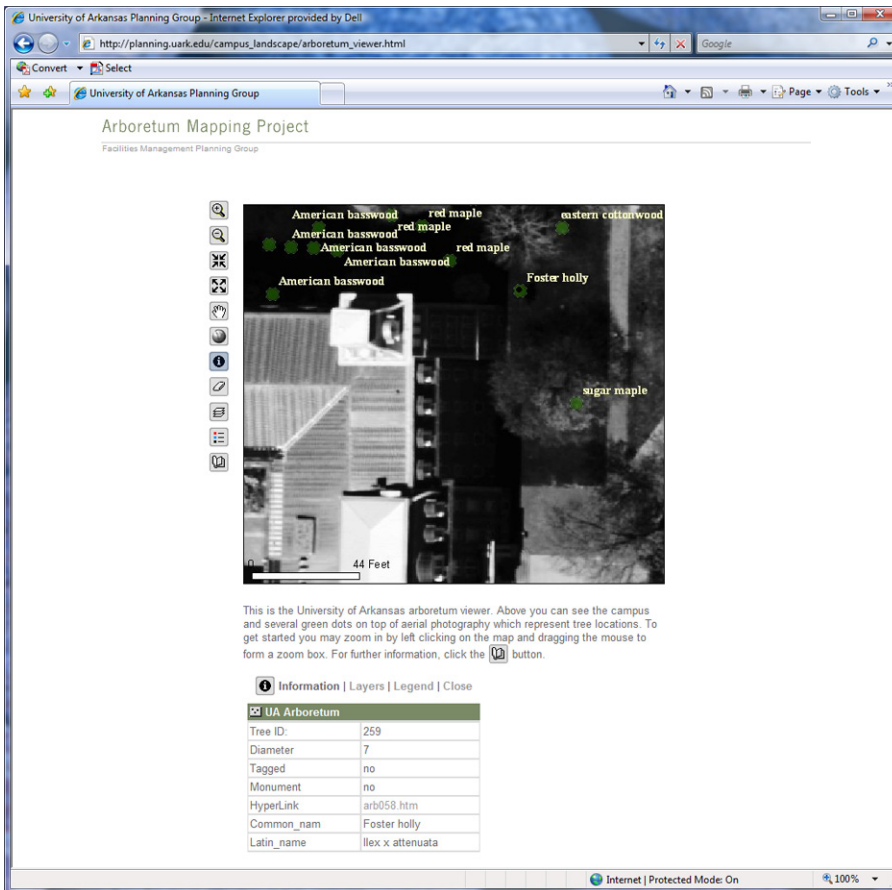 University of Arkansas Planning Group - Internet Explorer provided by Dell
http://planning.uark.edu/campus_landscape/arboretum_viewer.html
Google
Convert
Select
University of Arkansas Planning Group
Page
Tools
Arboretum Mapping Project
Facilities Management Planning Group
American basswood
red maple
eastern cottonwood
American basswood
red maple
American basswood
red maple
American basswood
American basswood
Foster holly
sugar maple
0
44 Feet
This is the University of Arkansas arboretum viewer. Above you can see the campus
and several green dots on top of aerial photography which represent tree locations. To
get started you may zoom in by left clicking on the map and dragging the mouse to
form a zoom box. For further information, click the button.
Information | Layers | Legend | Close
UA Arboretum
Tree ID: 259
Diameter 7
Tagged no
Monument no
HyperLink arb058.htm
Common_nam Foster holly
Latin_name Ilex x attenuata
Internet | Protected Mode: On
100%